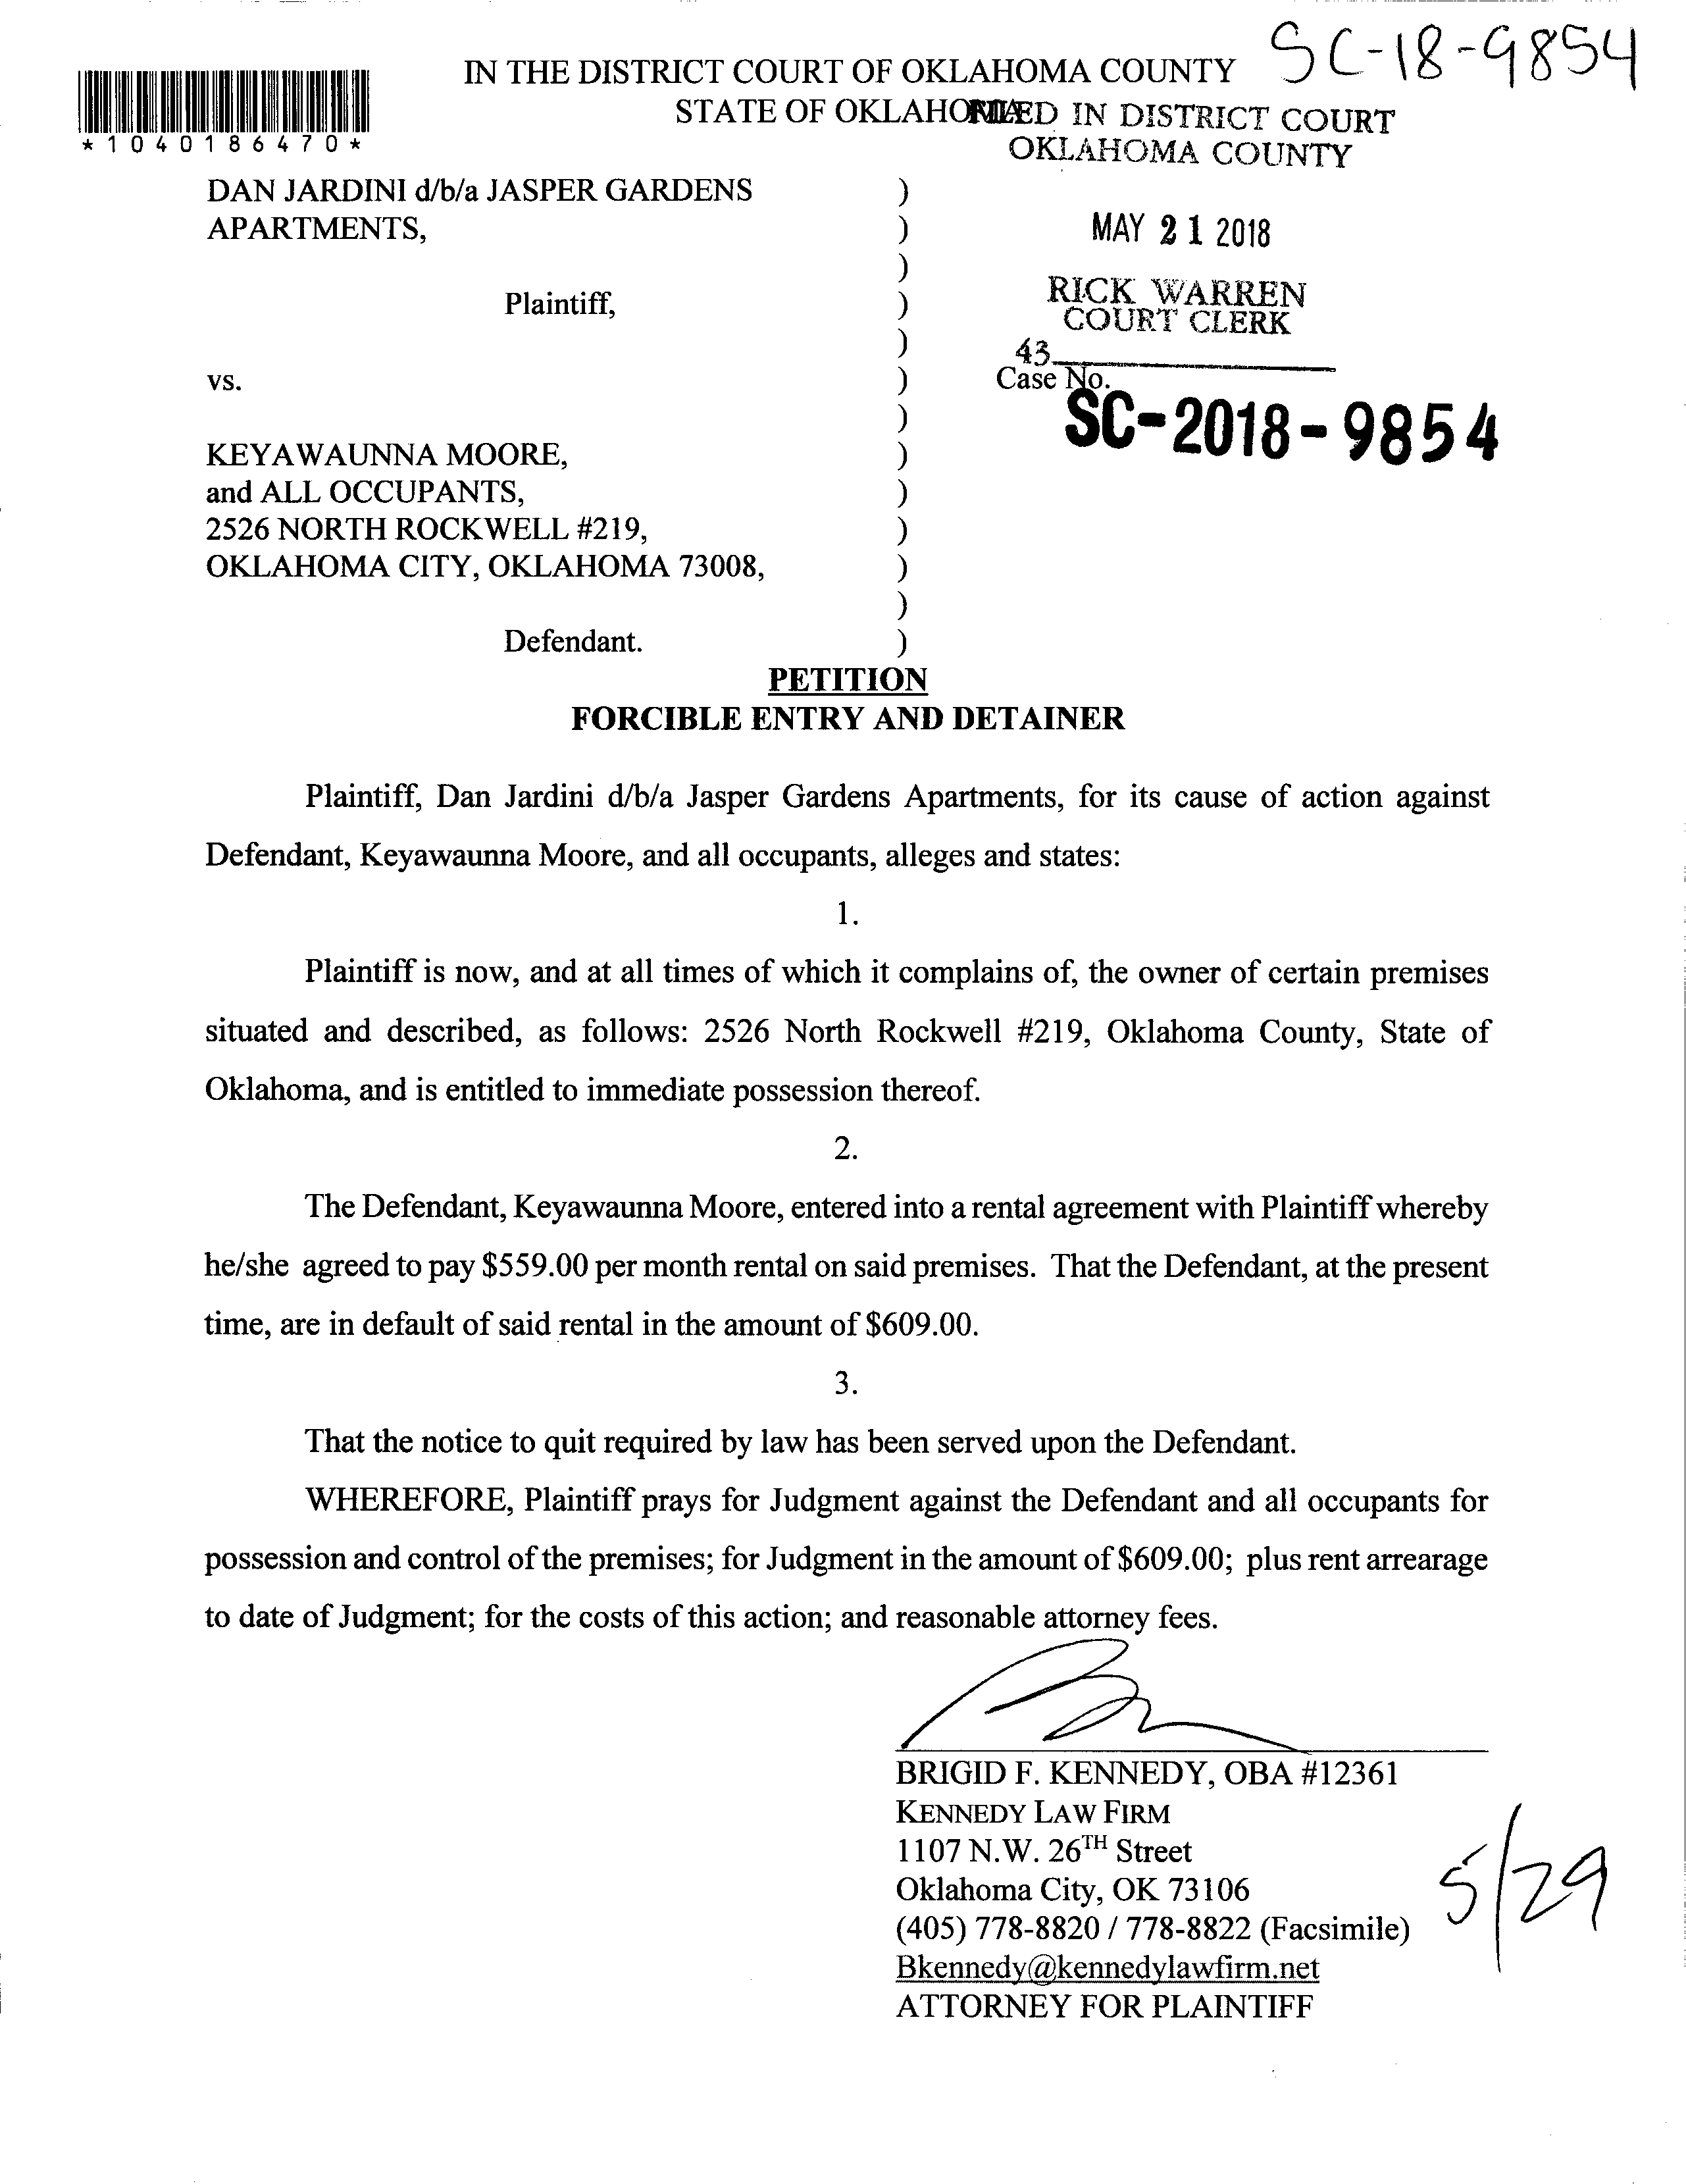 SC-18-9854
IN THE DISTRICT COURT OF OKLAHOMA COUNTY
STATE OF OKLAHOMA
FILED IN DISTRICT COURT
OKLAHOMA COUNTY
*1040186470*
DAN JARDINI d/b/a JASPER GARDENS )
APARTMENTS, )
MAY 21 2018
)
Plaintiff, )
RICK WARREN
COURT CLERK
)
43
vs. ) Case No.
)
SC-2018-9854
KEYAWAUNNA MOORE, )
and ALL OCCUPANTS, )
2526 NORTH ROCKWELL #219, )
OKLAHOMA CITY, OKLAHOMA 73008, )
)
Defendant. )
PETITION
FORCIBLE ENTRY AND DETAINER
Plaintiff, Dan Jardini d/b/a Jasper Gardens Apartments, for its cause of action against
Defendant, Keyawaunna Moore, and all occupants, alleges and states:
1.
Plaintiff is now, and at all times of which it complains of, the owner of certain premises
situated and described, as follows: 2526 North Rockwell #219, Oklahoma County, State of
Oklahoma, and is entitled to immediate possession thereof.
2.
The Defendant, Keyawaunna Moore, entered into a rental agreement with Plaintiff whereby
he/she agreed to pay $559.00 per month rental on said premises. That the Defendant, at the present
time, are in default of said rental in the amount of $609.00.
3.
That the notice to quit required by law has been served upon the Defendant.
WHEREFORE, Plaintiff prays for Judgment against the Defendant and all occupants for
possession and control of the premises; for Judgment in the amount of $609.00; plus rent arrearage
to date of Judgment; for the costs of this action; and reasonable attorney fees.
BRIGID F. KENNEDY, OBA #12361
KENNEDY LAW FIRM
1107 N.W. 26TH Street
Oklahoma City, OK 73106
(405) 778-8820 / 778-8822 (Facsimile)
Bkennedy@kennedylawfirm.net
ATTORNEY FOR PLAINTIFF
5/29